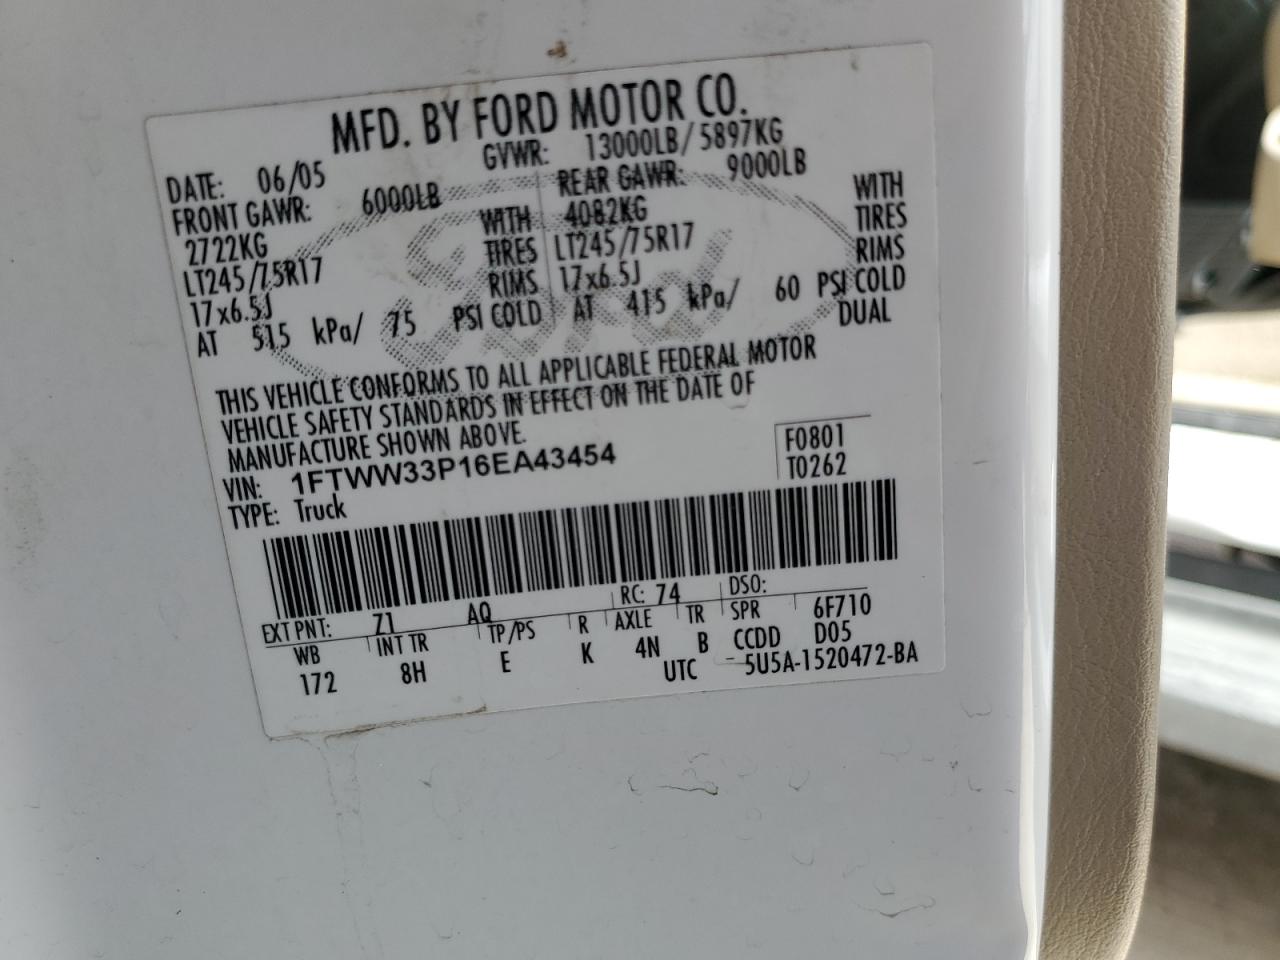 MFD. BY FORD MOTOR CO.
DATE: 06/05 GVWR: 13000LB/ 5897KG
FRONT GAWR: 6000LB REAR GAWR: 9000LB
2722KG WITH 4082KG WITH
LT245/75R17 TIRES LT245/75R17 TIRES
17x6.5J RIMS 17x6.5J RIMS
AT 515 kPa/ 75 PSI COLD AT 415 kPa/ 60 PSI COLD
DUAL
Ford
THIS VEHICLE CONFORMS TO ALL APPLICABLE FEDERAL MOTOR
VEHICLE SAFETY STANDARDS IN EFFECT ON THE DATE OF
MANUFACTURE SHOWN ABOVE.
VIN: 1FTWW33P16EA43454 F0801
TYPE: Truck T0262
EXT PNT: Z1 AQ RC: 74 DSO:
WB INT TR TP/PS R AXLE TR SPR 6F710
172 8H E K 4N B CCDD D05
UTC 5U5A-1520472-BA